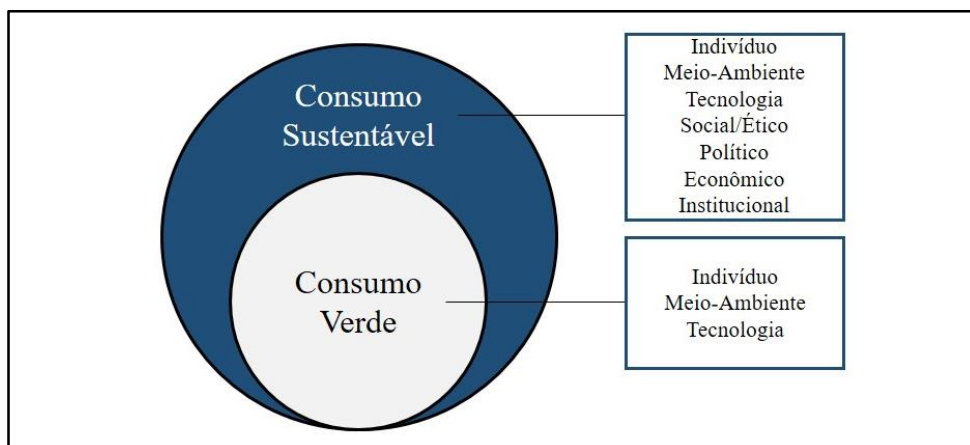 Consumo
Sustentável
Indivíduo
Meio-Ambiente
Tecnologia
Social/Ético
Político
Econômico
Institucional
Consumo
Verde
Indivíduo
Meio-Ambiente
Tecnologia